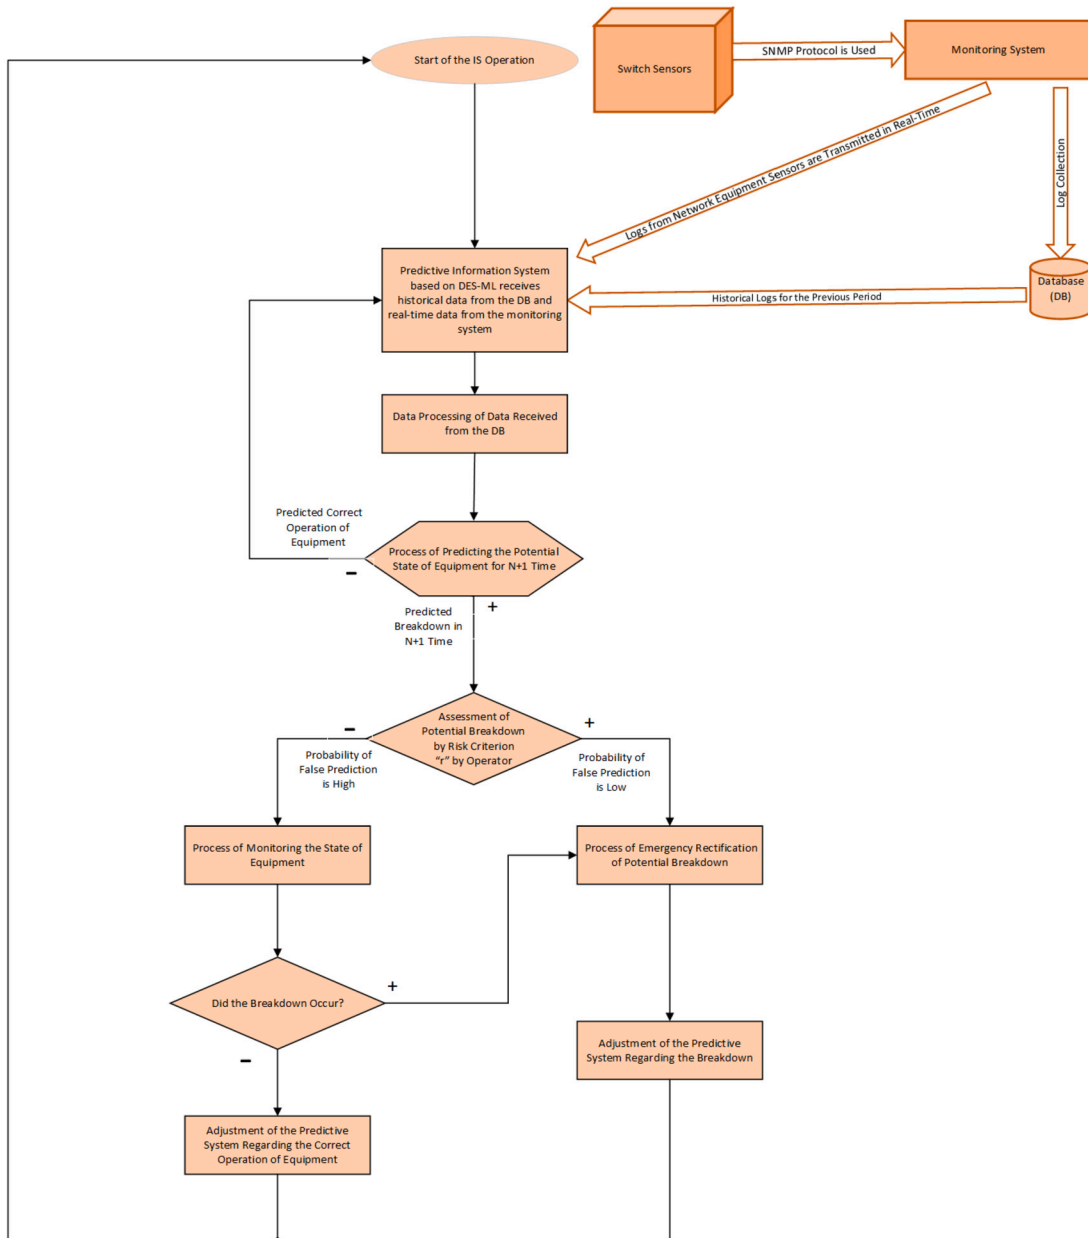 Start of the IS Operation
Switch Sensors
SNMP Protocol is Used
Monitoring System
Logs from Network Equipment Sensors are Transmitted in Real-Time
Log Collection
Database
(DB)
Historical Logs for the Previous Period
Predictive Information System
based on DES-ML receives
historical data from the DB and
real-time data from the monitoring
system
Data Processing of Data Received
from the DB
Predicted Correct
Operation of
Equipment
–
Process of Predicting the Potential
State of Equipment for N+1 Time
Predicted
Breakdown in
N+1 Time
+
–
Assessment of
Potential Breakdown
by Risk Criterion
“r” by Operator
+
Probability of
False Prediction
is High
Probability of
False Prediction
is Low
Process of Monitoring the State of
Equipment
Process of Emergency Rectification
of Potential Breakdown
Did the Breakdown Occur?
+
–
Adjustment of the Predictive
System Regarding the Breakdown
Adjustment of the Predictive
System Regarding the Correct
Operation of Equipment